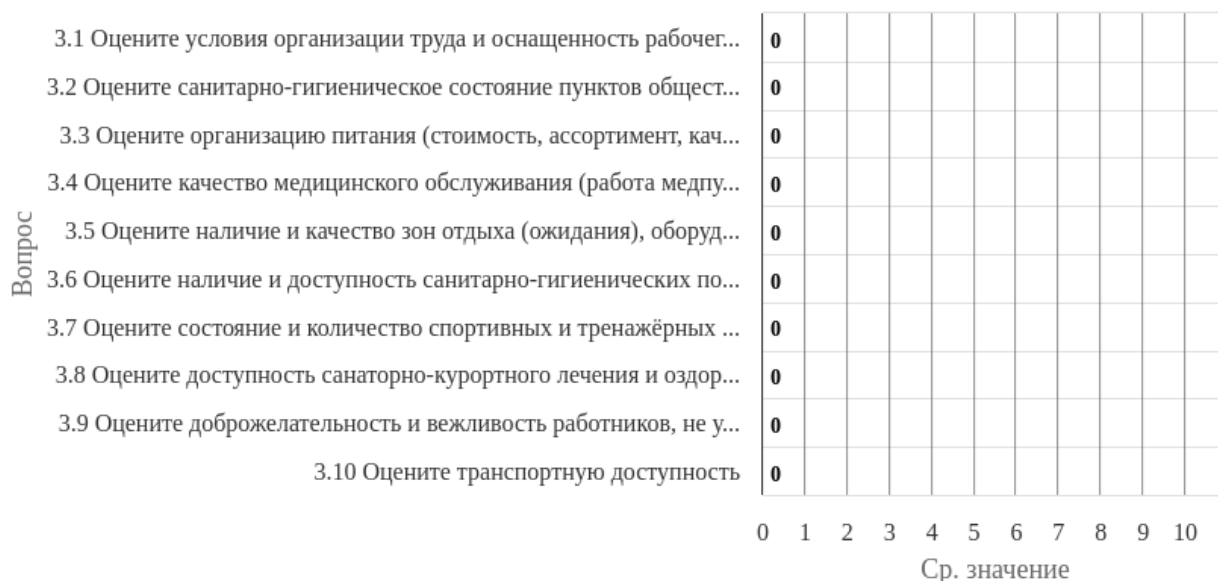 3.1 Оцените условия организации труда и оснащенность рабочег... 0
3.2 Оцените санитарно-гигиеническое состояние пунктов общест... 0
3.3 Оцените организацию питания (стоимость, ассортимент, кач... 0
3.4 Оцените качество медицинского обслуживания (работа медпу... 0
3.5 Оцените наличие и качество зон отдыха (ожидания), оборуд... 0
3.6 Оцените наличие и доступность санитарно-гигиенических по... 0
3.7 Оцените состояние и количество спортивных и тренажёрных ... 0
3.8 Оцените доступность санаторно-курортного лечения и оздор... 0
3.9 Оцените доброжелательность и вежливость работников, не у... 0
3.10 Оцените транспортную доступность 0
Вопрос
0 1 2 3 4 5 6 7 8 9 10
Ср. значение